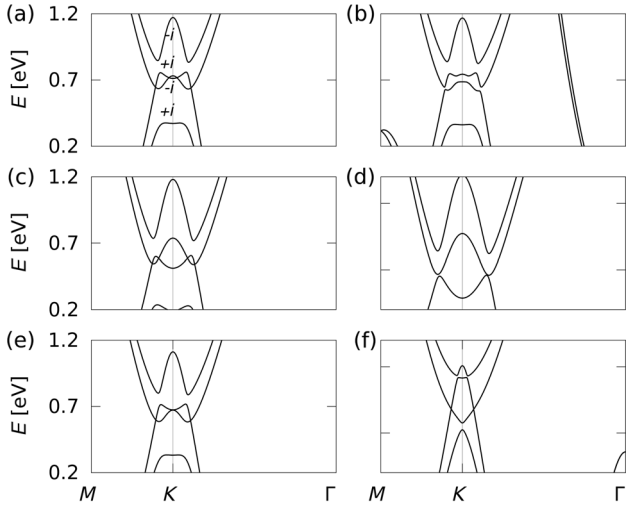 (a) 1.2 (b)
-i
+i
E [eV] 0.7
-i
+i
0.2
(c) 1.2 (d)
E [eV] 0.7
0.2
(e) 1.2 (f)
E [eV] 0.7
0.2
M K Γ M K Γ